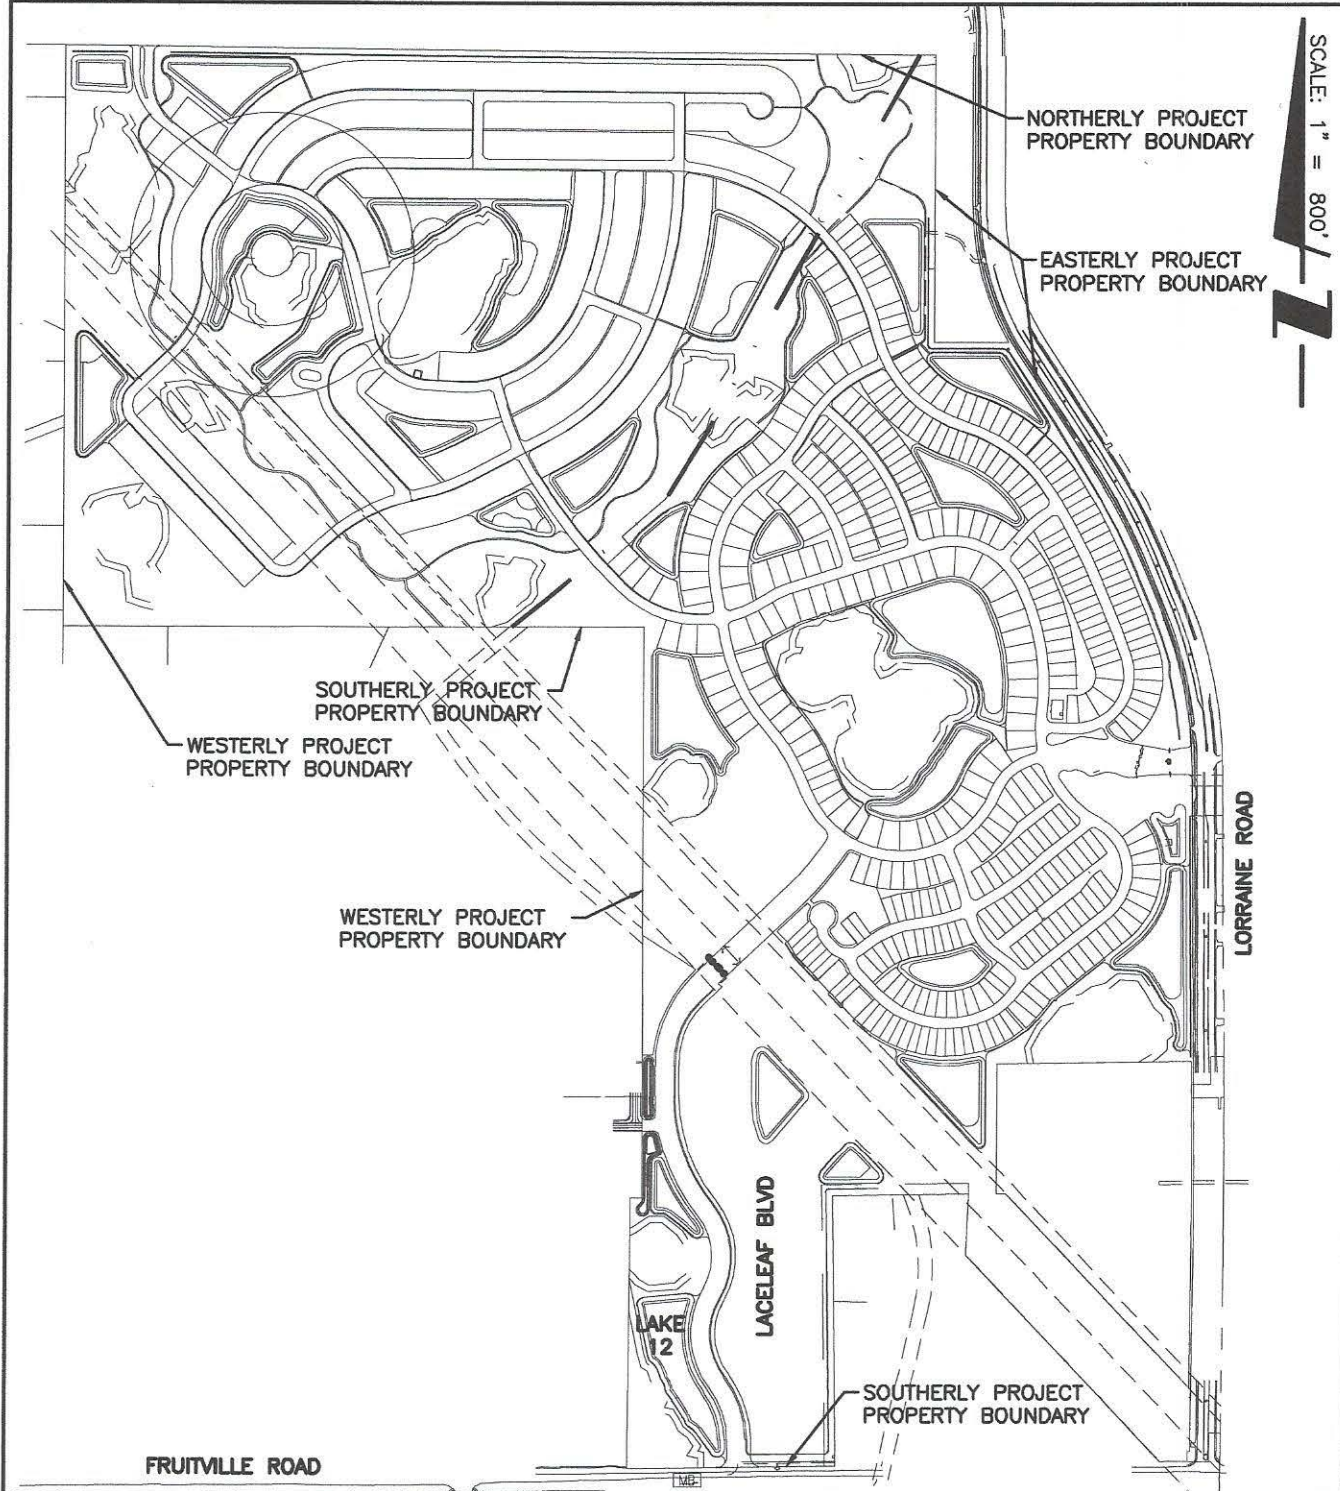 SCALE: 1" = 800'
NORTHERLY PROJECT
PROPERTY BOUNDARY
EASTERLY PROJECT
PROPERTY BOUNDARY
SOUTHERLY PROJECT
PROPERTY BOUNDARY
WESTERLY PROJECT
PROPERTY BOUNDARY
LORRAINE ROAD
WESTERLY PROJECT
PROPERTY BOUNDARY
LACELEAF BLVD
LAKE
12
SOUTHERLY PROJECT
PROPERTY BOUNDARY
FRUITVILLE ROAD